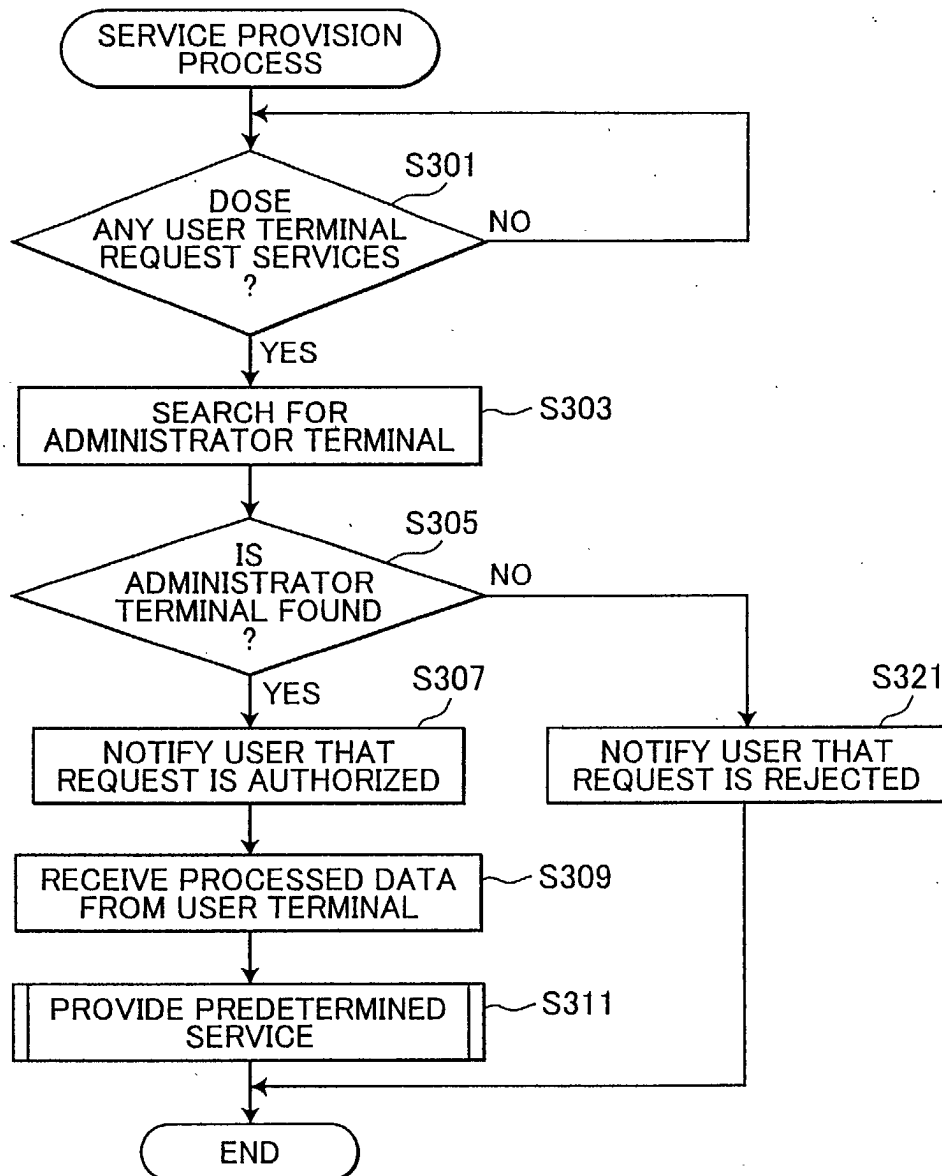 SERVICE PROVISION
PROCESS
S301
DOSE
ANY USER TERMINAL
REQUEST SERVICES
?
NO
YES
SEARCH FOR
ADMINISTRATOR TERMINAL
S303
S305
IS
ADMINISTRATOR
TERMINAL FOUND
?
NO
YES
S307
NOTIFY USER THAT
REQUEST IS AUTHORIZED
S321
NOTIFY USER THAT
REQUEST IS REJECTED
RECEIVE PROCESSED DATA
FROM USER TERMINAL
S309
PROVIDE PREDETERMINED
SERVICE
S311
END